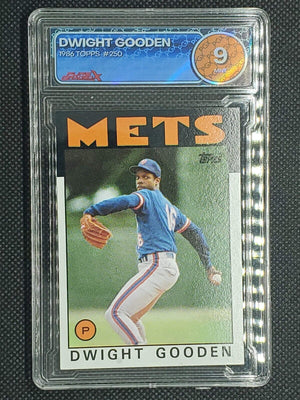 DWIGHT GOODEN
1986 TOPPS #250
9
METS
Topps
P
DWIGHT GOODEN